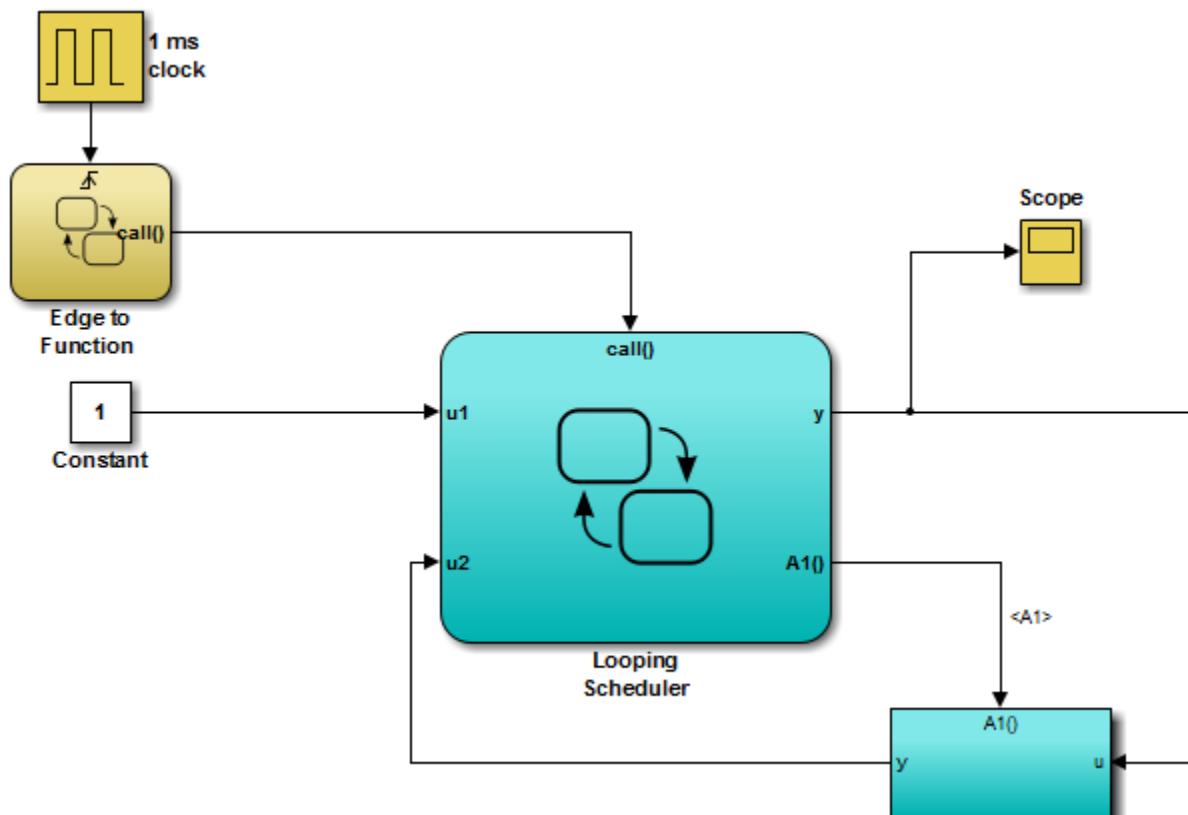 1 ms
clock
call()
Edge to
Function
Scope
call()
1
Constant
u1
y
u2
A1()
<A1>
Looping
Scheduler
A1()
y
u